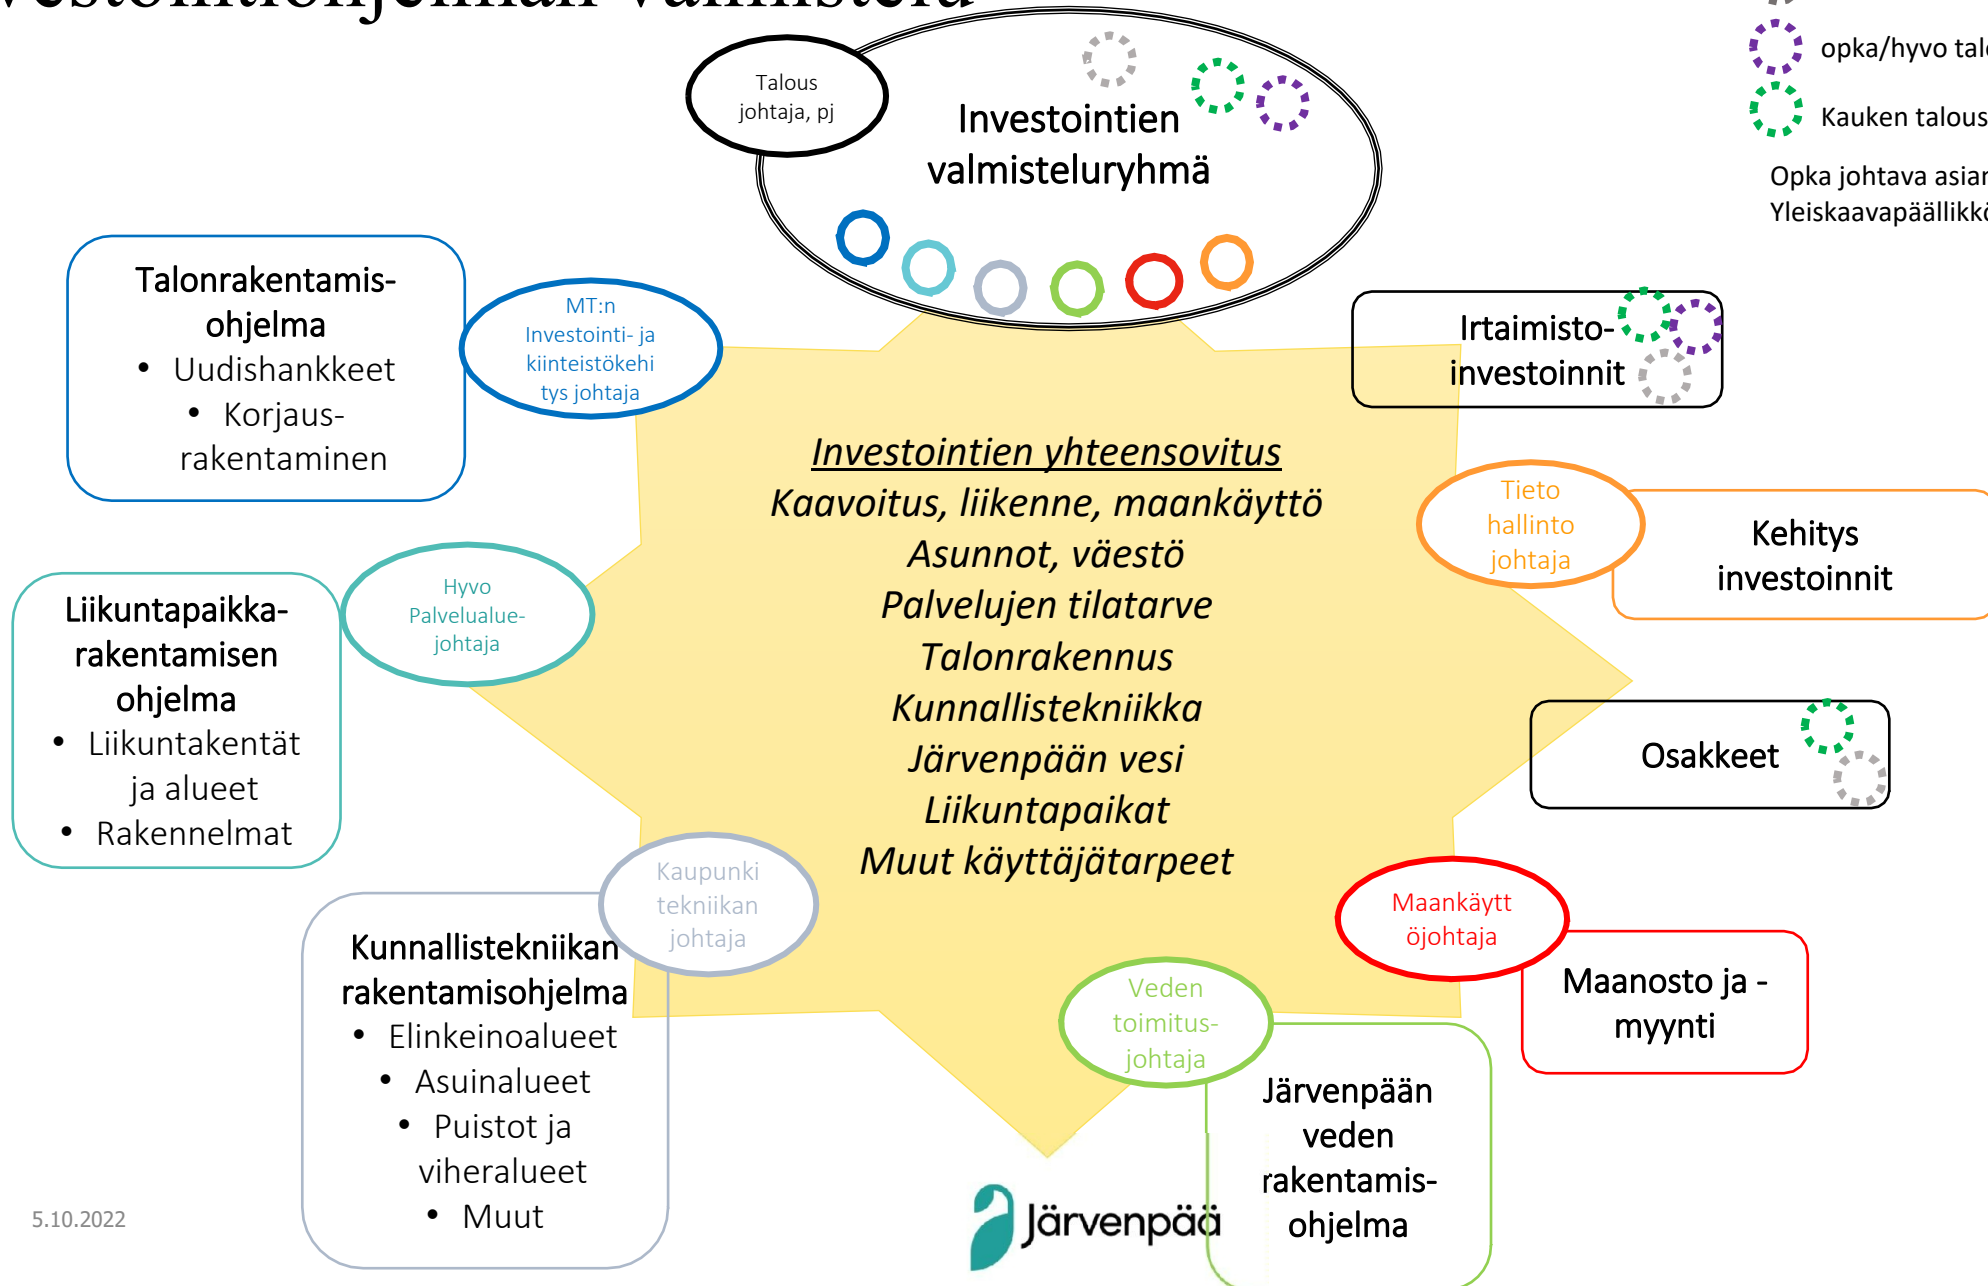 vestointiohjelman valmistelu
opka/hyvo tal
Kauken talous
Opka johtava asian
Yleiskaavapäällikkö
Talous
johtaja, pj
Investointien
valmisteluryhmä
Talonrakentamis-
ohjelma
• Uudishankkeet
• Korjaus-
rakentaminen
MT:n
Investointi- ja
kiinteistökehi
tys johtaja
Irtaimisto-
investoinnit
Investointien yhteensovitus
Kaavoitus, liikenne, maankäyttö
Asunnot, väestö
Palvelujen tilatarve
Talonrakennus
Kunnallistekniikka
Järvenpään vesi
Liikuntapaikat
Muut käyttäjätarpeet
Tieto
hallinto
johtaja
Kehitys
investoinnit
Hyvo
Palvelualue-
johtaja
Liikuntapaikka-
rakentamisen
ohjelma
• Liikuntakentät
ja alueet
• Rakennelmat
Osakkeet
Kaupunki
tekniikan
johtaja
Kunnallistekniikan
rakentamisohjelma
• Elinkeinoalueet
• Asuinalueet
• Puistot ja
viheralueet
• Muut
Maankäytt
öjohtaja
Maanosto ja -
myynti
Veden
toimitus-
johtaja
Järvenpään
veden
rakentamis-
ohjelma
5.10.2022
Järvenpää